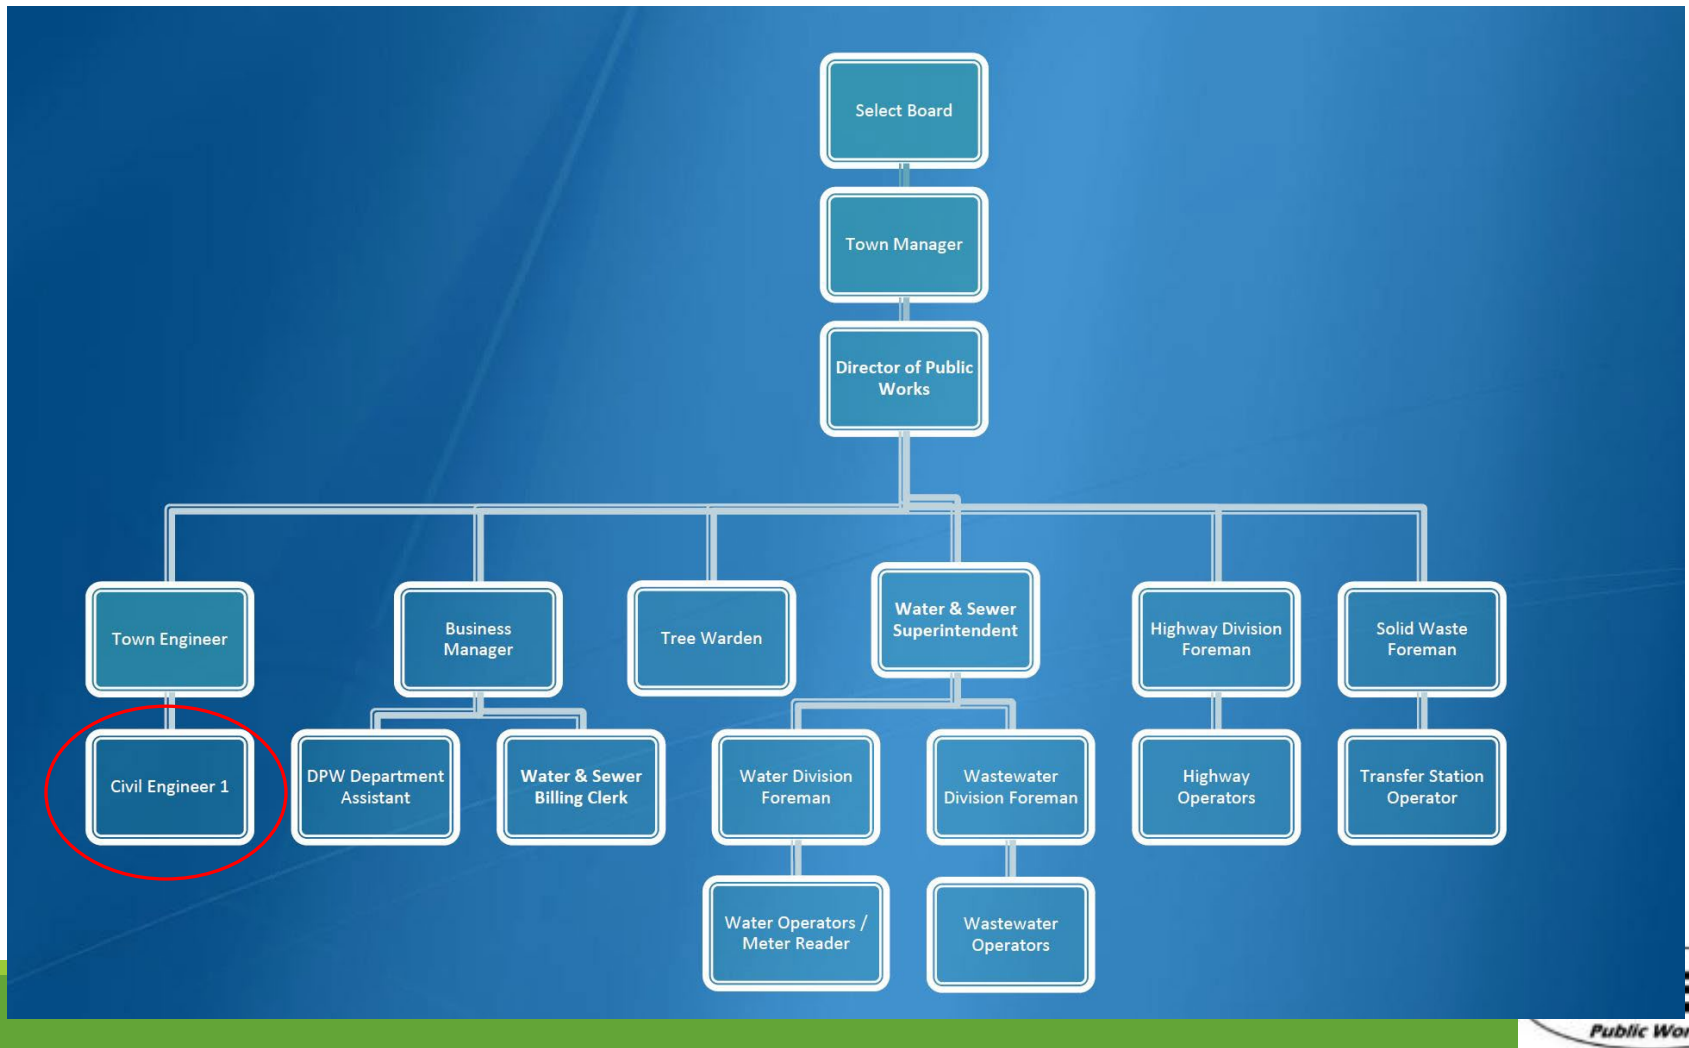 Select Board
Town Manager
Director of Public
Works
Town Engineer
Business
Manager
Tree Warden
Water & Sewer
Superintendent
Highway Division
Foreman
Solid Waste
Foreman
Civil Engineer 1
DPW Department
Assistant
Water & Sewer
Billing Clerk
Water Division
Foreman
Wastewater
Division Foreman
Highway
Operators
Transfer Station
Operator
Water Operators /
Meter Reader
Wastewater
Operators
Public